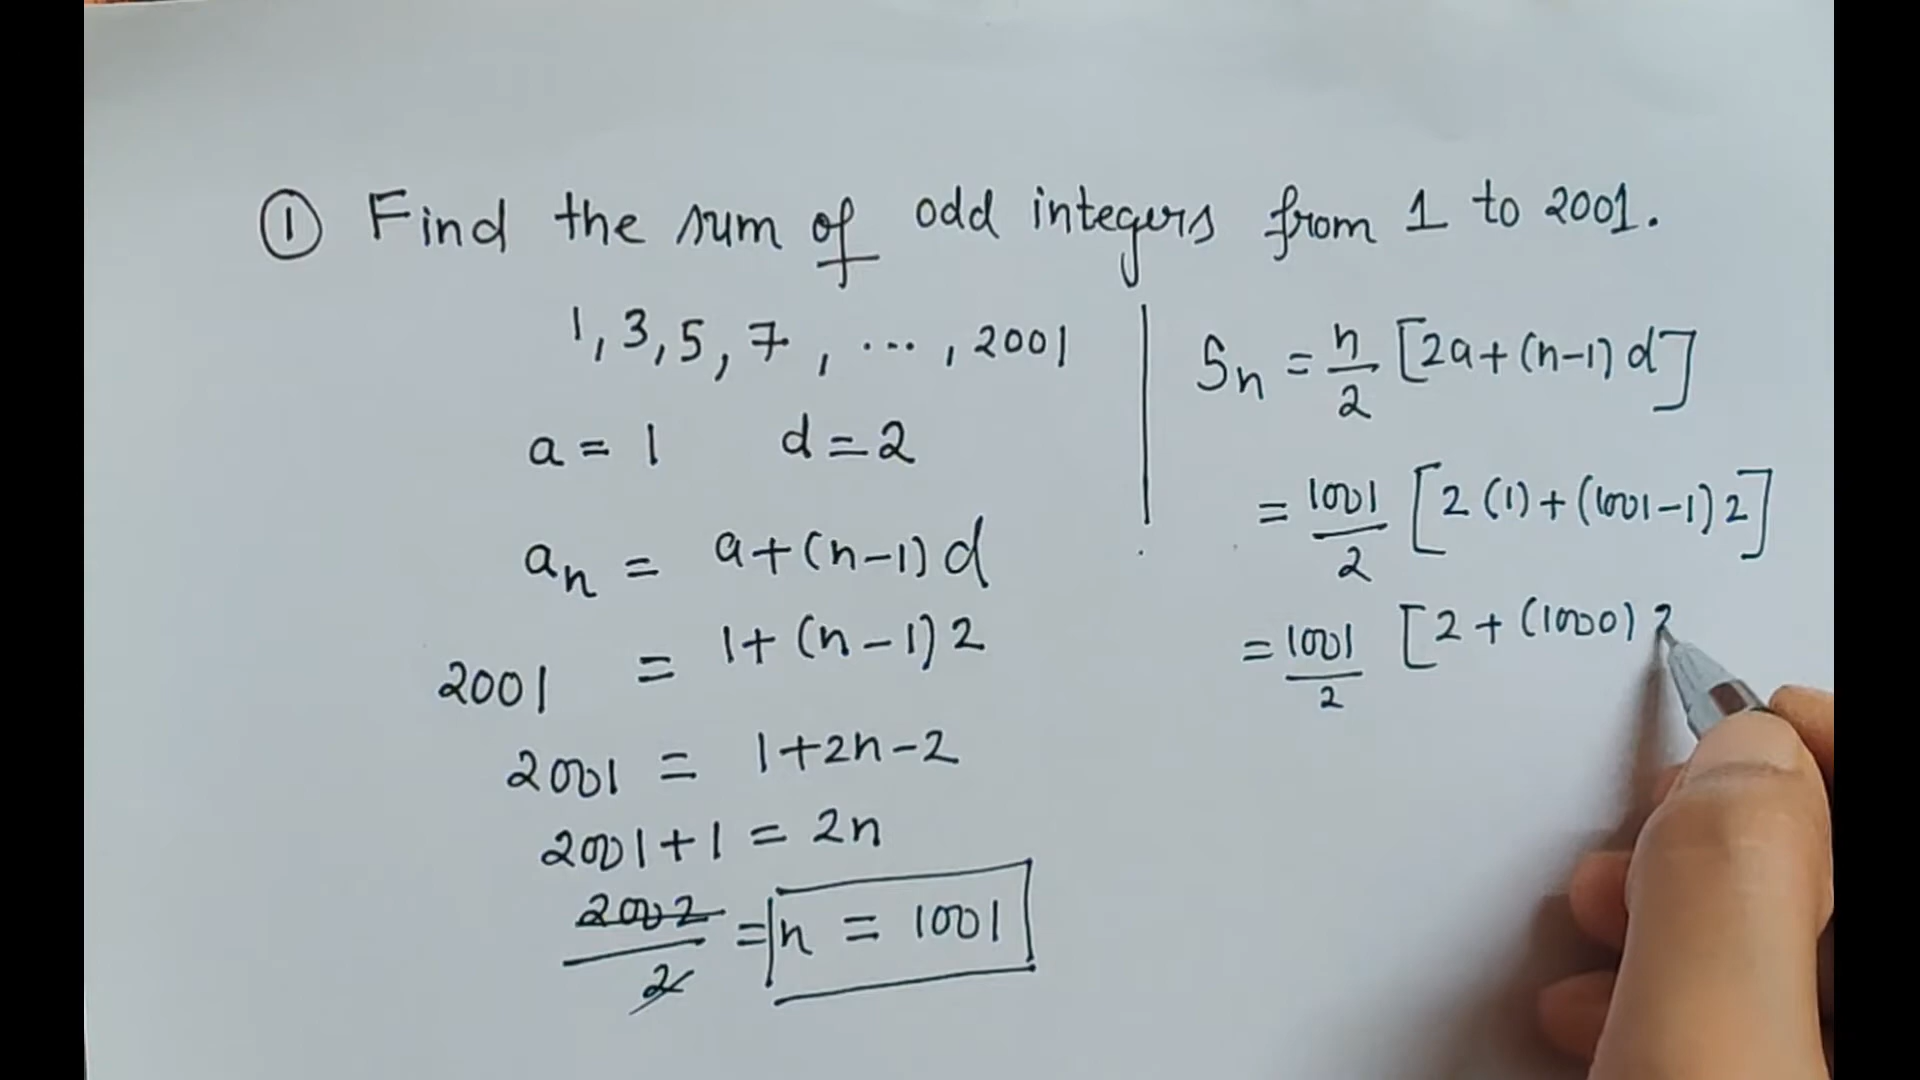 ① Find the sum of odd integers from 1 to 2001.
1, 3, 5, 7, ..., 2001
a = 1 d = 2
aₙ = a+(n-1)d
2001 = 1+(n-1)2
2001 = 1+2n-2
2001+1 = 2n
2002/2 = n = 1001
Sₙ = n/2 [2a+(n-1)d]
= 1001/2 [2(1)+(1001-1)2]
= 1001/2 [2+(1000)2